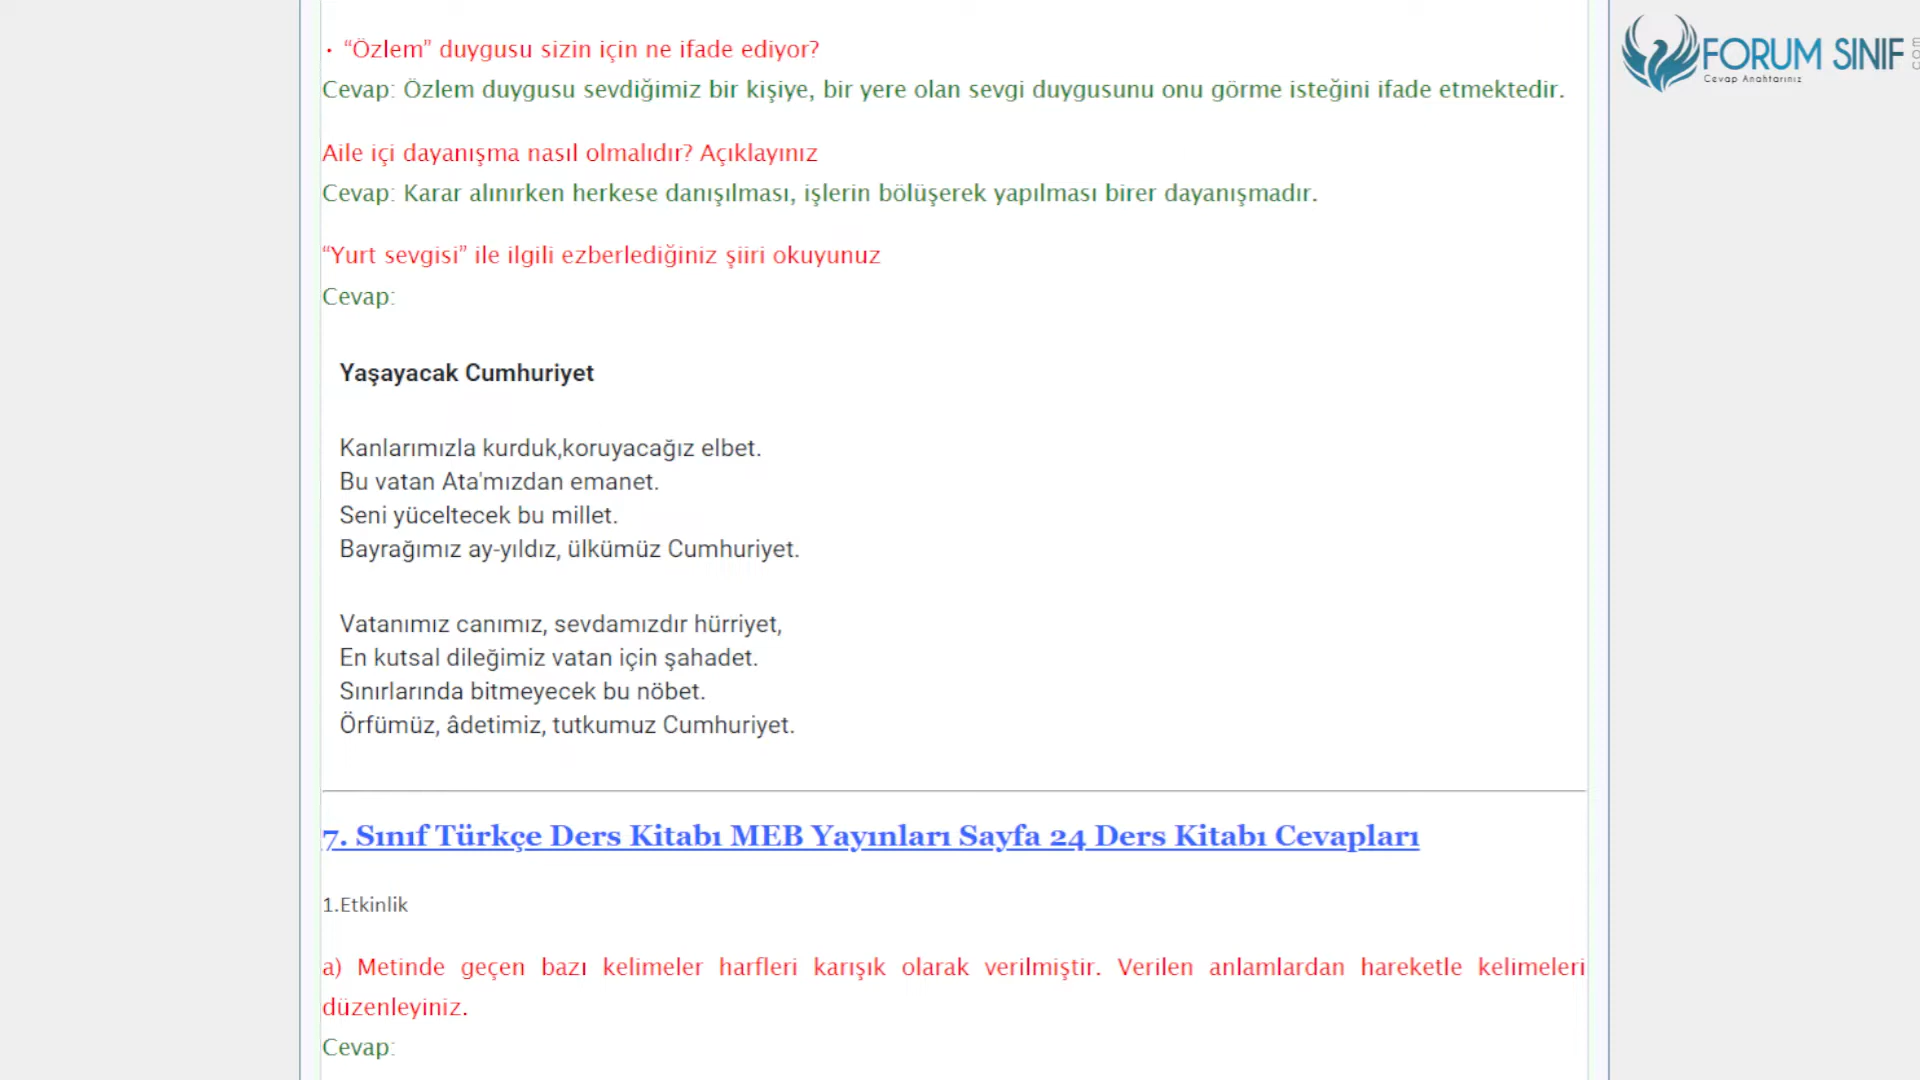 • “Özlem” duygusu sizin için ne ifade ediyor?
Cevap: Özlem duygusu sevdiğimiz bir kişiye, bir yere olan sevgi duygusunu onu görme isteğini ifade etmektedir.
Aile içi dayanışma nasıl olmalıdır? Açıklayınız
Cevap: Karar alınırken herkese danışılması, işlerin bölüşerek yapılması birer dayanışmadır.
“Yurt sevgisi” ile ilgili ezberlediğiniz şiiri okuyunuz
Cevap:
Yaşayacak Cumhuriyet
Kanlarımızla kurduk,koruyacağız elbet.
Bu vatan Ata'mızdan emanet.
Seni yüceltecek bu millet.
Bayrağımız ay-yıldız, ülkümüz Cumhuriyet.
Vatanımız canımız, sevdamızdır hürriyet,
En kutsal dileğimiz vatan için şahadet.
Sınırlarında bitmeyecek bu nöbet.
Örfümüz, âdetimiz, tutkumuz Cumhuriyet.
7. Sınıf Türkçe Ders Kitabı MEB Yayınları Sayfa 24 Ders Kitabı Cevapları
1.Etkinlik
a) Metinde geçen bazı kelimeler harfleri karışık olarak verilmiştir. Verilen anlamlardan hareketle kelimeleri
düzenleyiniz.
Cevap:
FORUM SINIF
.com
Cevap Anahtarınız